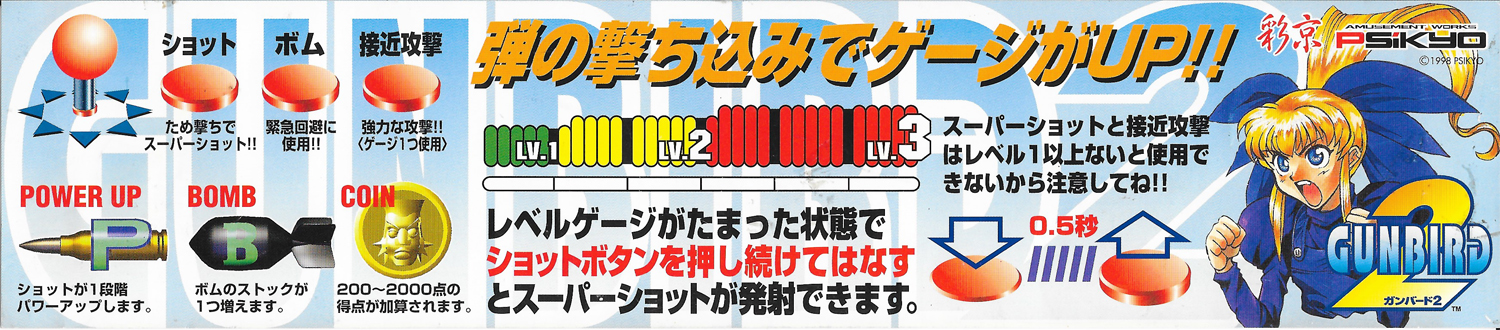 ショット
ボム
接近攻撃
ため撃ちで
スーパーショット!!
緊急回避に
使用!!
強力な攻撃!!
〈ゲージ1つ使用〉
POWER UP
P
ショットが1段階
パワーアップします。
BOMB
B
ボムのストックが
1つ増えます。
COIN
200〜2000点の
得点が加算されます。
弾の撃ち込みでゲージがUP!!
LV.1
LV.2
LV.3
レベルゲージがたまった状態で
ショットボタンを押し続けてはなす
とスーパーショットが発射できます。
スーパーショットと接近攻撃
はレベル1以上ないと使用で
きないから注意してね!!
0.5秒
彩京
AMUSEMENT WORKS
PSiKYO
©1998 PSIKYO
2
GUNBIRD
ガンバード2
TM
GUNBIRD 2